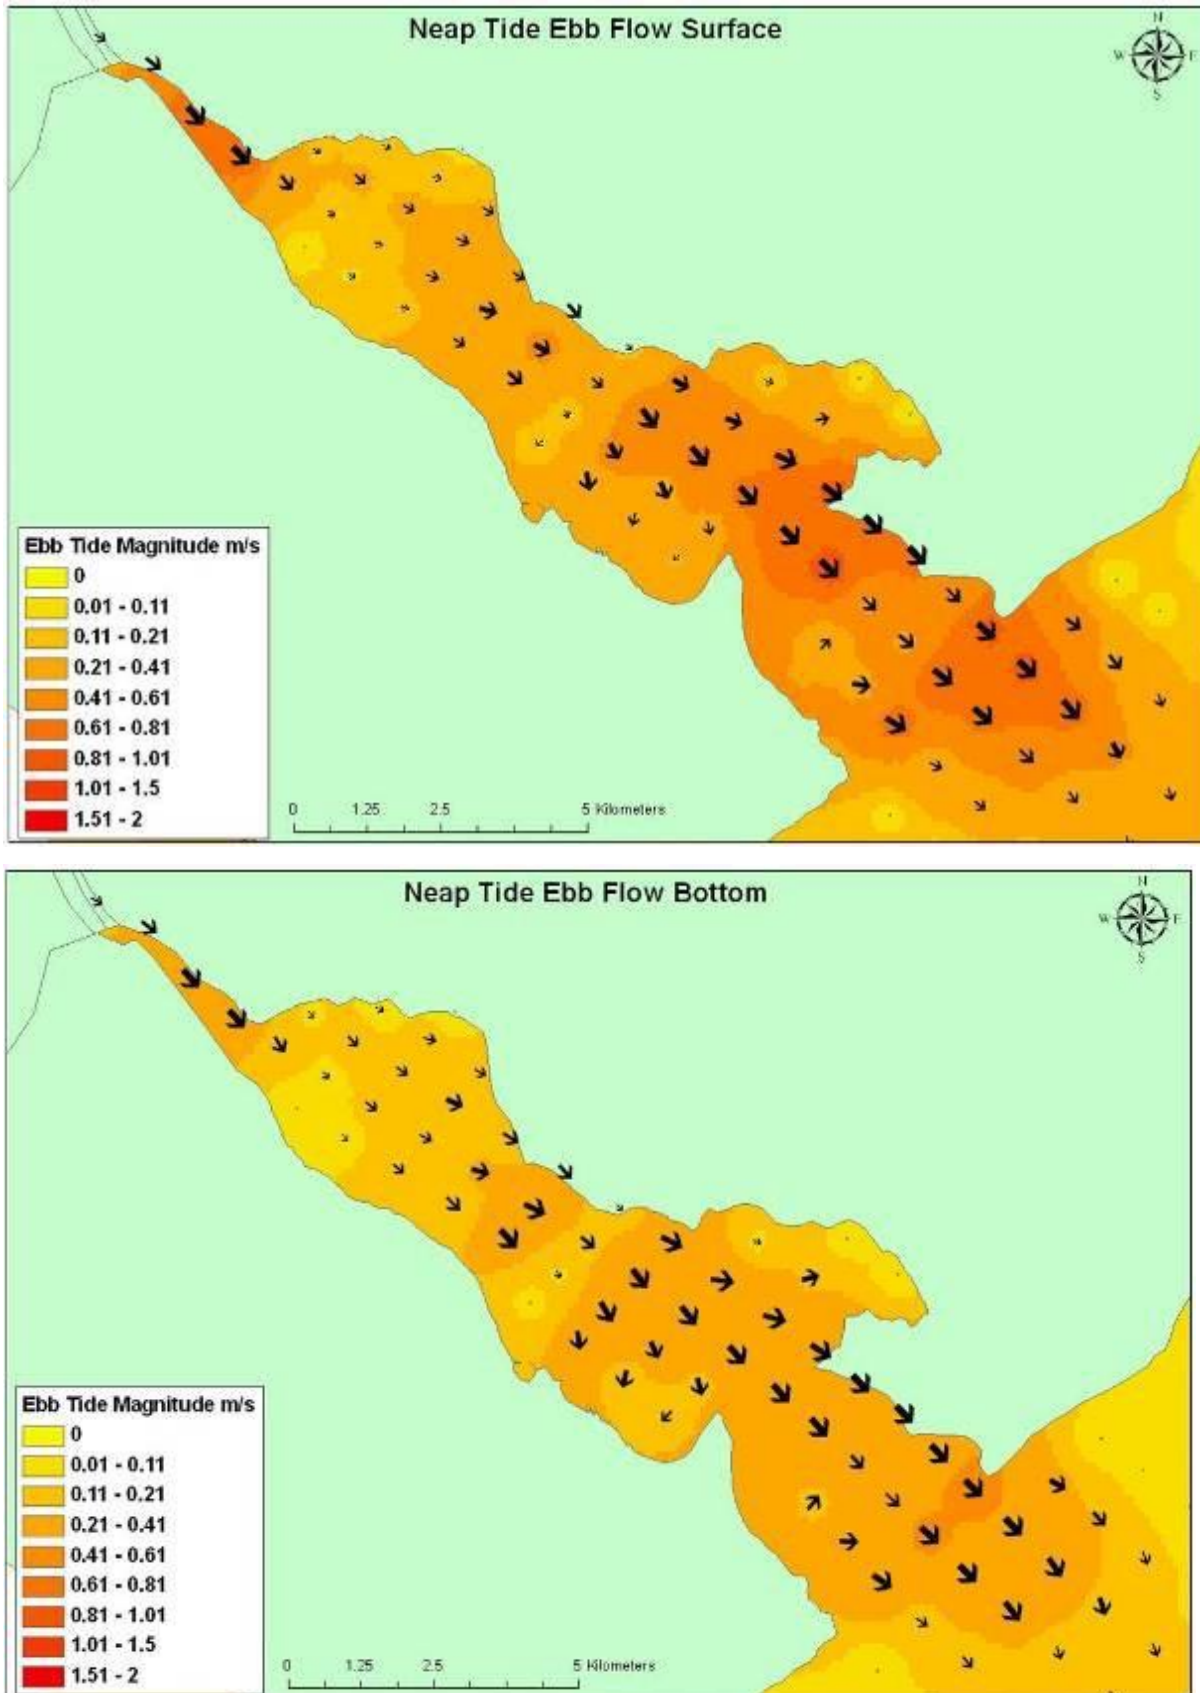 Neap Tide Ebb Flow Surface
N
W E
S
Ebb Tide Magnitude m/s
0
0.01 - 0.11
0.11 - 0.21
0.21 - 0.41
0.41 - 0.61
0.61 - 0.81
0.81 - 1.01
1.01 - 1.5
1.51 - 2
0 1.25 2.5 5 Kilometers
Neap Tide Ebb Flow Bottom
N
W E
S
Ebb Tide Magnitude m/s
0
0.01 - 0.11
0.11 - 0.21
0.21 - 0.41
0.41 - 0.61
0.61 - 0.81
0.81 - 1.01
1.01 - 1.5
1.51 - 2
0 1.25 2.5 5 Kilometers